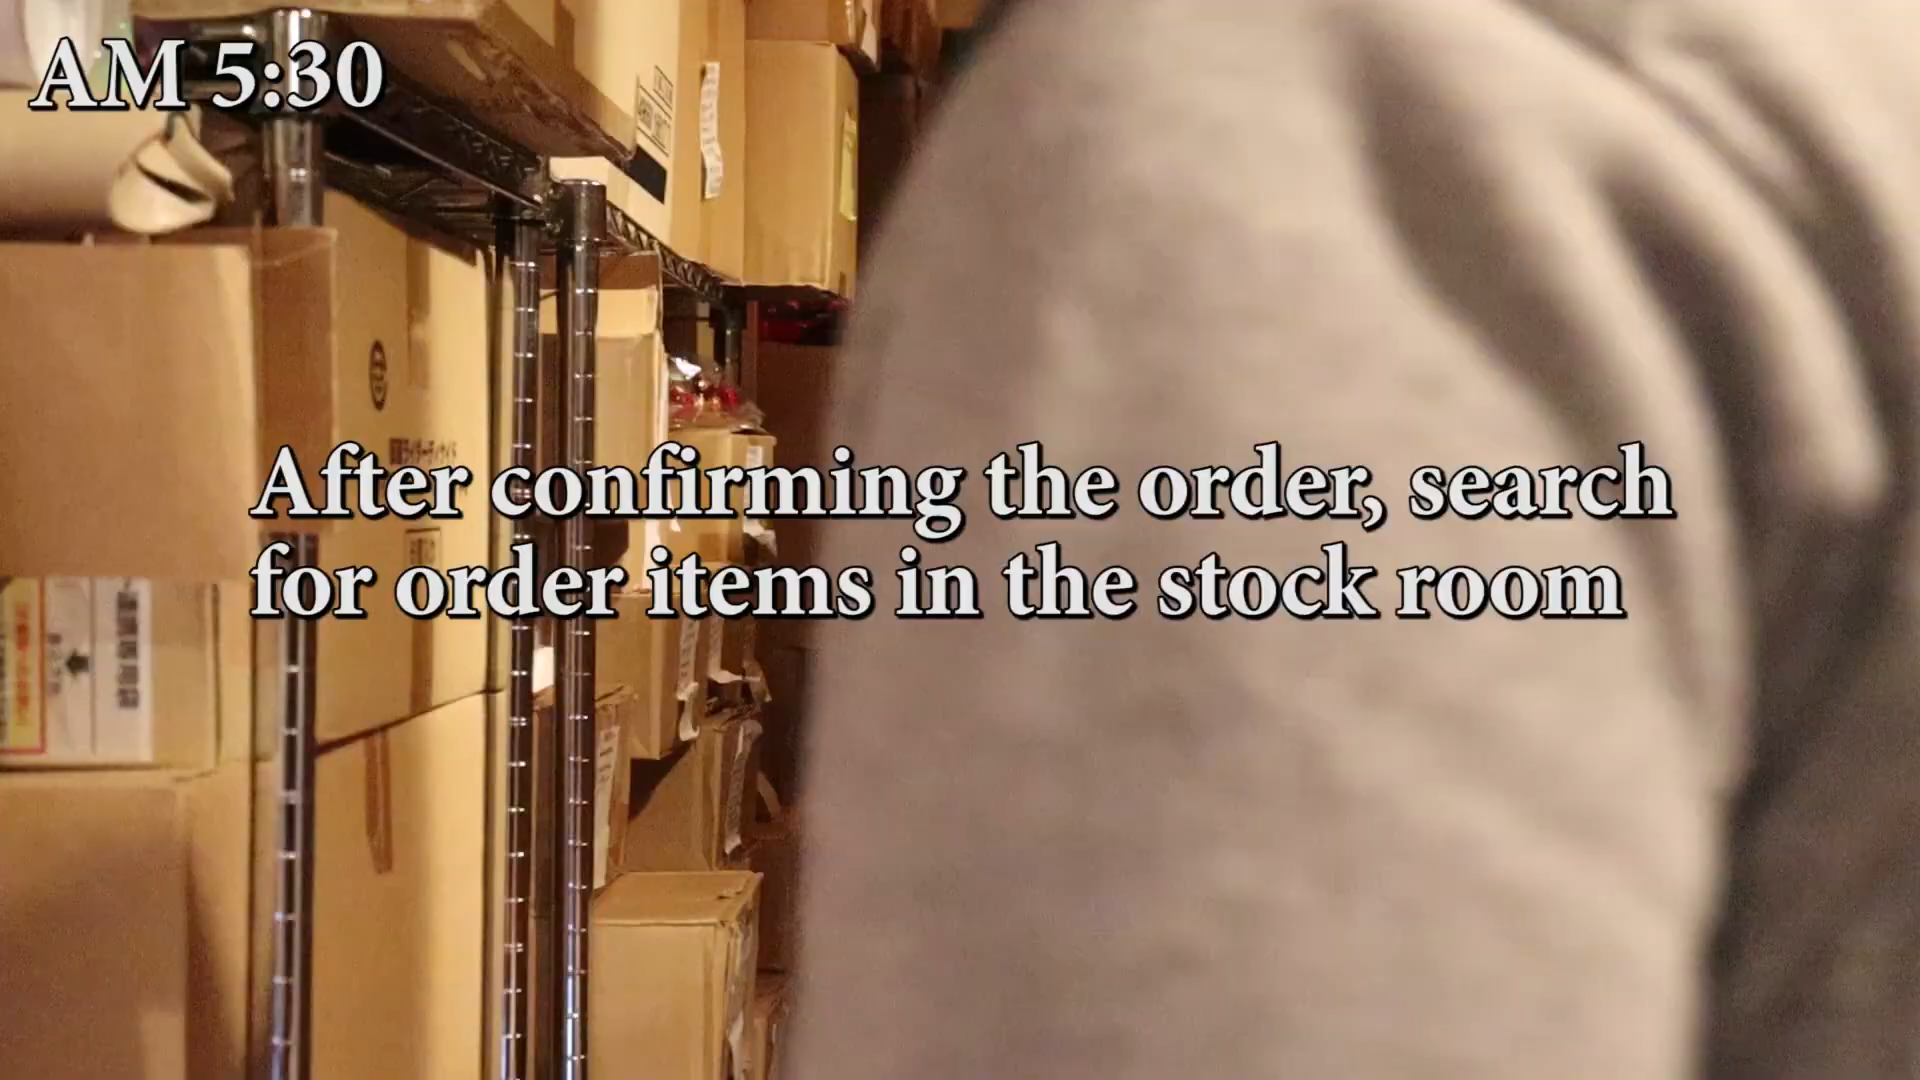 AM 5:30
After confirming the order, search
for order items in the stock room